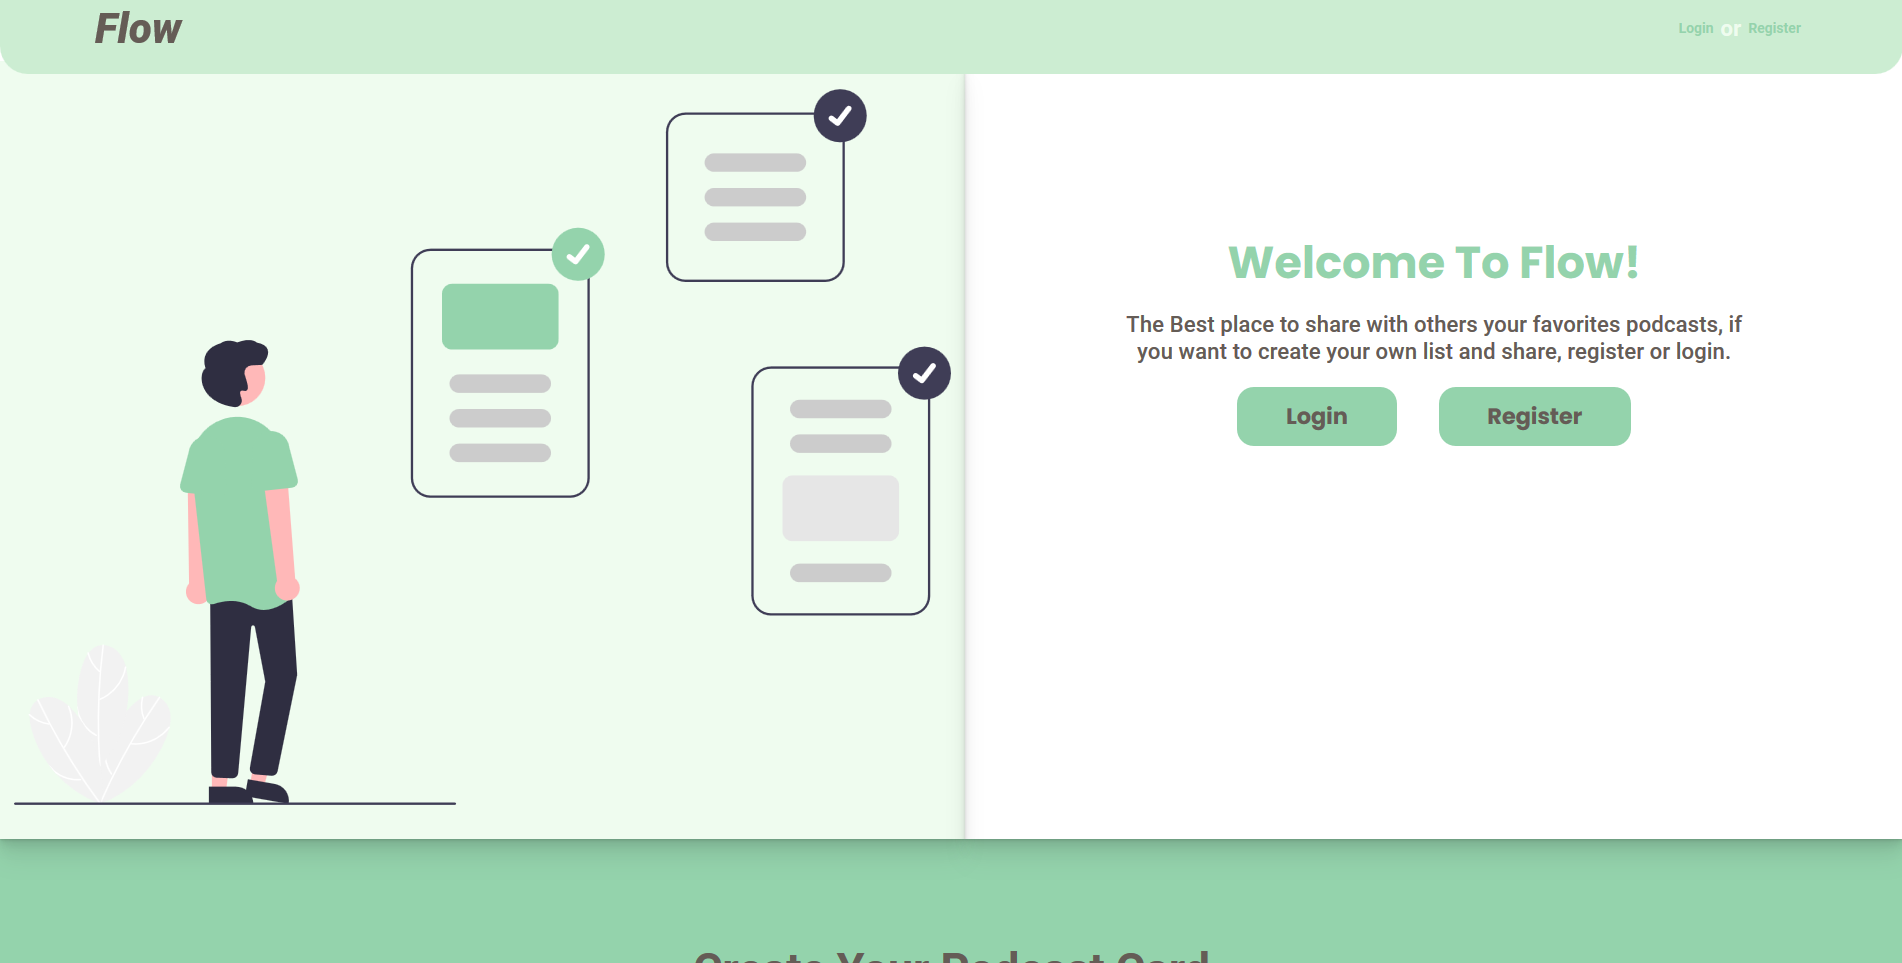 Flow
Login or Register
Welcome To Flow!
The Best place to share with others your favorites podcasts, if
you want to create your own list and share, register or login.
Login
Register
Create Your Podcast Card